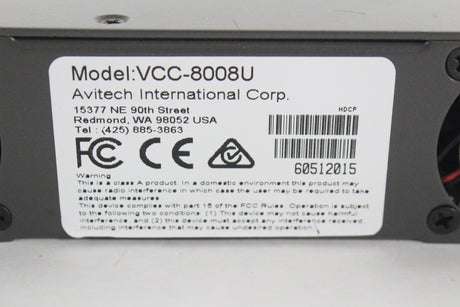 Model:VCC-8008U
Avitech International Corp.
15377 NE 90th Street
Redmond, WA 98052 USA
Tel : (425) 885-3863
HDCP
FC CE
60512015
Warning
This is a class A product. In a domestic environment this product may
cause radio interference in which case the user may be required to take
adequate measures.
This device complies with part 15 of the FCC Rules. Operation is subject
to the following two conditions: (1) This device may not cause harmful
interference, and (2) this device must accept any interference received,
including interference that may cause undesired operation.